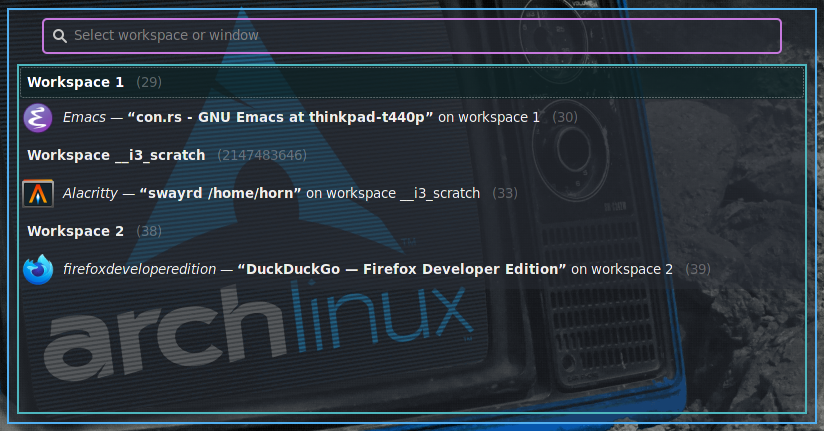 Select workspace or window
Workspace 1 (29)
Emacs — “con.rs - GNU Emacs at thinkpad-t440p” on workspace 1 (30)
Workspace __i3_scratch (2147483646)
Alacritty — “swayrd /home/horn” on workspace __i3_scratch (33)
Workspace 2 (38)
firefoxdeveloperedition — “DuckDuckGo — Firefox Developer Edition” on workspace 2 (39)
archlinux